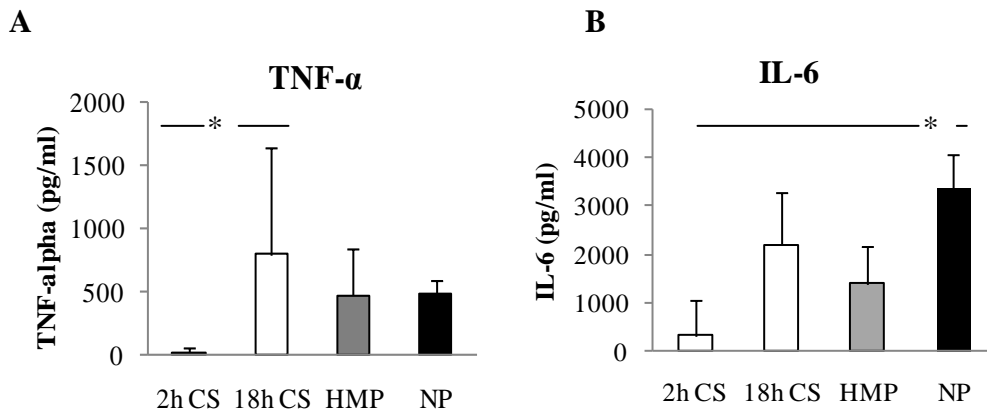 A
TNF-α
TNF-alpha (pg/ml)
2000
1500
1000
500
0
*
2h CS 18h CS HMP NP
B
IL-6
IL-6 (pg/ml)
5000
4000
3000
2000
1000
0
*
2h CS 18h CS HMP NP